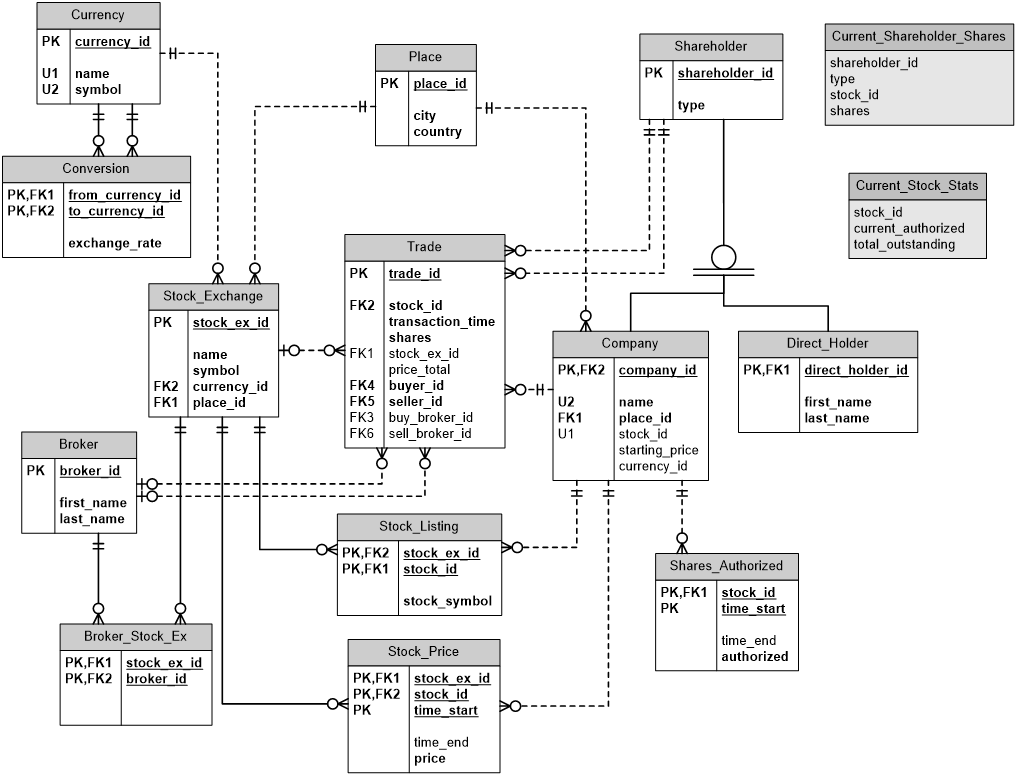 Currency
PK currency_id
U1 name
U2 symbol
Conversion
PK,FK1 from_currency_id
PK,FK2 to_currency_id
exchange_rate
Place
PK place_id
city
country
Shareholder
PK shareholder_id
type
Current_Shareholder_Shares
shareholder_id
type
stock_id
shares
Current_Stock_Stats
stock_id
current_authorized
total_outstanding
Stock_Exchange
PK stock_ex_id
name
symbol
FK2 currency_id
FK1 place_id
Trade
PK trade_id
FK2 stock_id
transaction_time
shares
FK1 stock_ex_id
price_total
FK4 buyer_id
FK5 seller_id
FK3 buy_broker_id
FK6 sell_broker_id
Company
PK,FK2 company_id
U2 name
FK1 place_id
U1 stock_id
starting_price
currency_id
Direct_Holder
PK,FK1 direct_holder_id
first_name
last_name
Broker
PK broker_id
first_name
last_name
Stock_Listing
PK,FK2 stock_ex_id
PK,FK1 stock_id
stock_symbol
Shares_Authorized
PK,FK1 stock_id
PK time_start
time_end
authorized
Broker_Stock_Ex
PK,FK1 stock_ex_id
PK,FK2 broker_id
Stock_Price
PK,FK1 stock_ex_id
PK,FK2 stock_id
PK time_start
time_end
price